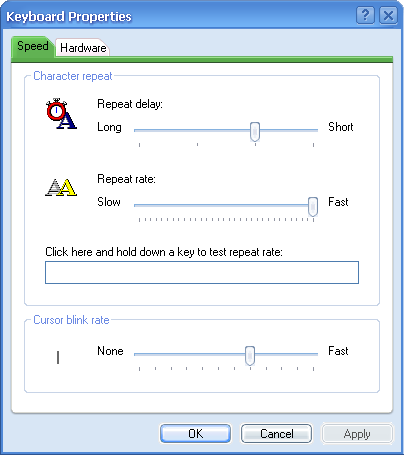 Keyboard Properties
Speed
Hardware
Character repeat
Repeat delay:
Long
Short
Repeat rate:
Slow
Fast
Click here and hold down a key to test repeat rate:
Cursor blink rate
None
Fast
OK
Cancel
Apply